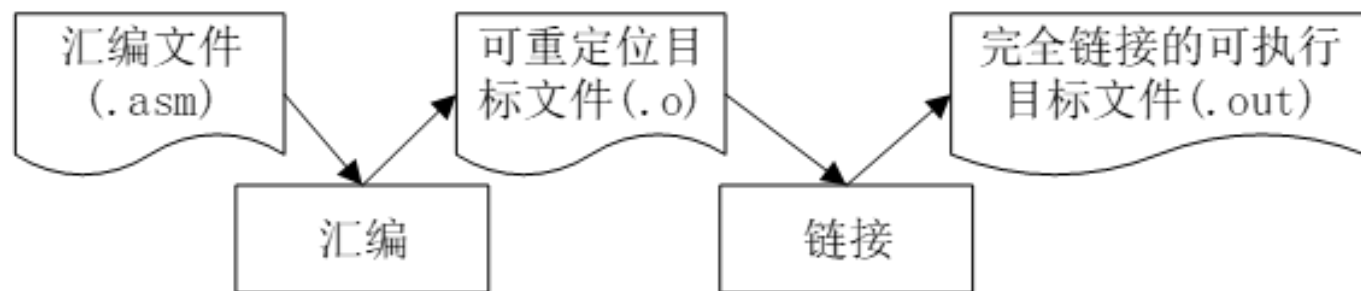 汇编文件
(.asm)
可重定位目
标文件(.o)
完全链接的可执行
目标文件(.out)
汇编
链接